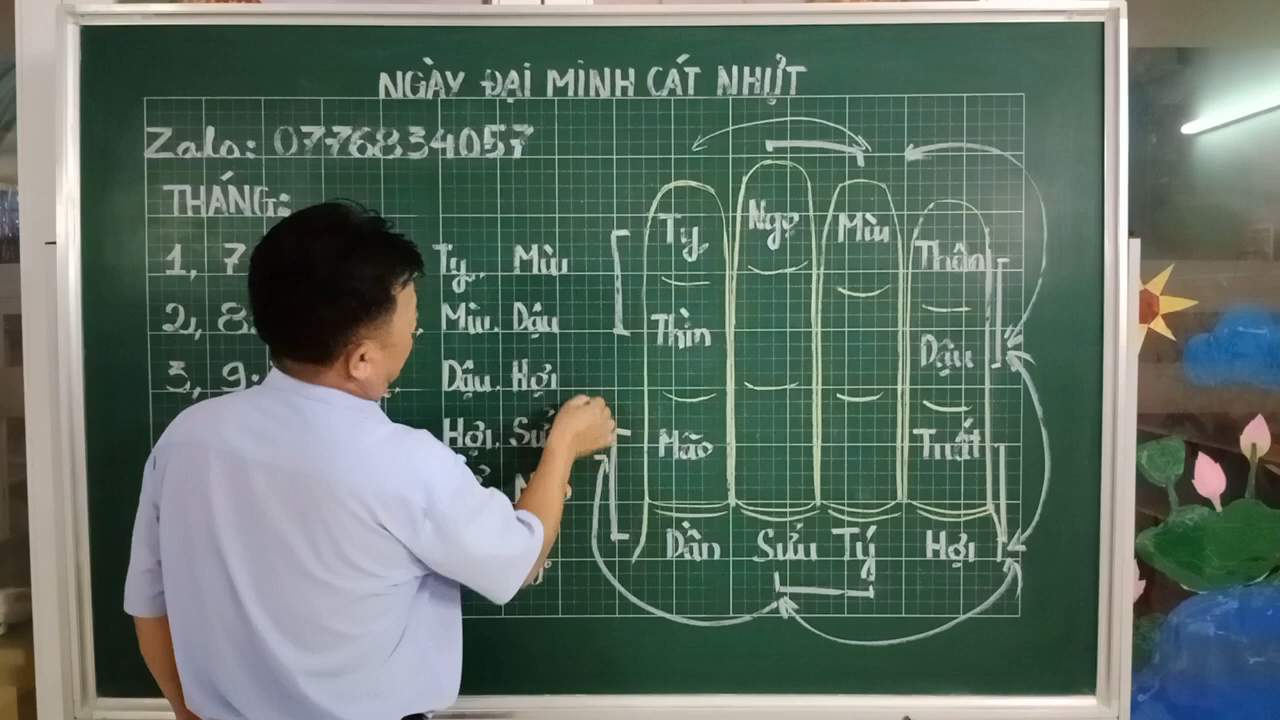 NGÀY ĐẠI MINH CÁT NHỰT
Zalo: 0776834057
THÁNG:
1, 7 Tỵ, Mùi
2, 8: Mùi. Dậu
3, 9: Dậu. Hợi
Hợi. Sửu
Tỵ Ngọ Mùi Thân
Thìn Dậu
Mão Tuất
Dần Sửu Tý Hợi